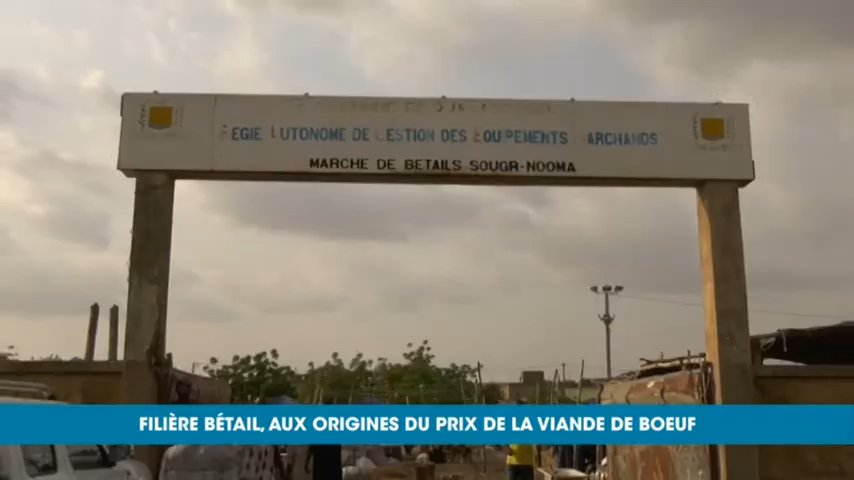 EGIE UTONOME DE ESTION DES QUIPEMENTS ARCHANDS
MARCHE DE BETAILS SOUGR-NOOMA
FILIÈRE BÉTAIL, AUX ORIGINES DU PRIX DE LA VIANDE DE BOEUF